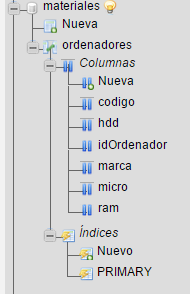 materiales
Nueva
ordenadores
Columnas
Nueva
codigo
hdd
idOrdenador
marca
micro
ram
Índices
Nuevo
PRIMARY